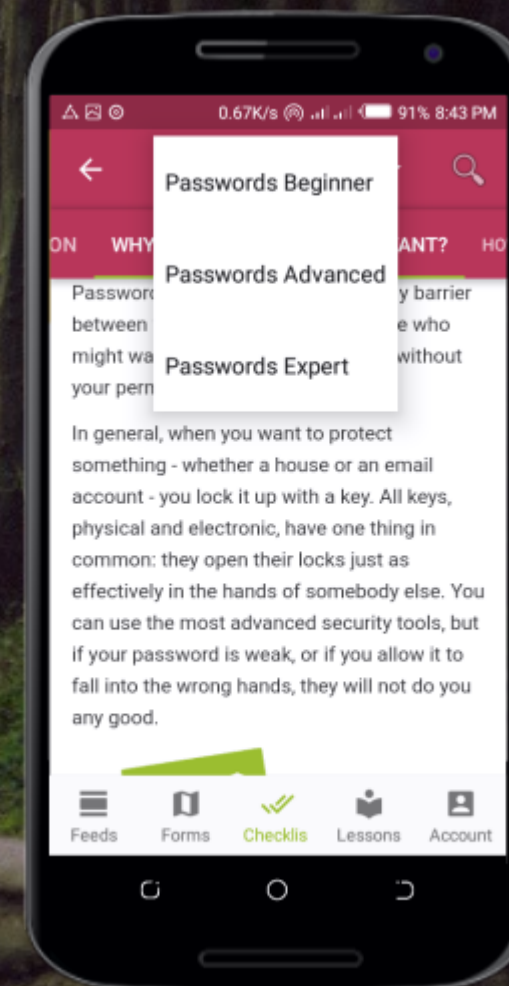 0.67K/s 91% 8:43 PM
Passwords Beginner
ON WHY ANT? HO
Passwords Advanced
Passwords Expert
y barrier
between e who
might wa without
your pern
In general, when you want to protect
something - whether a house or an email
account - you lock it up with a key. All keys,
physical and electronic, have one thing in
common: they open their locks just as
effectively in the hands of somebody else. You
can use the most advanced security tools, but
if your password is weak, or if you allow it to
fall into the wrong hands, they will not do you
any good.
Feeds Forms Checklis Lessons Account